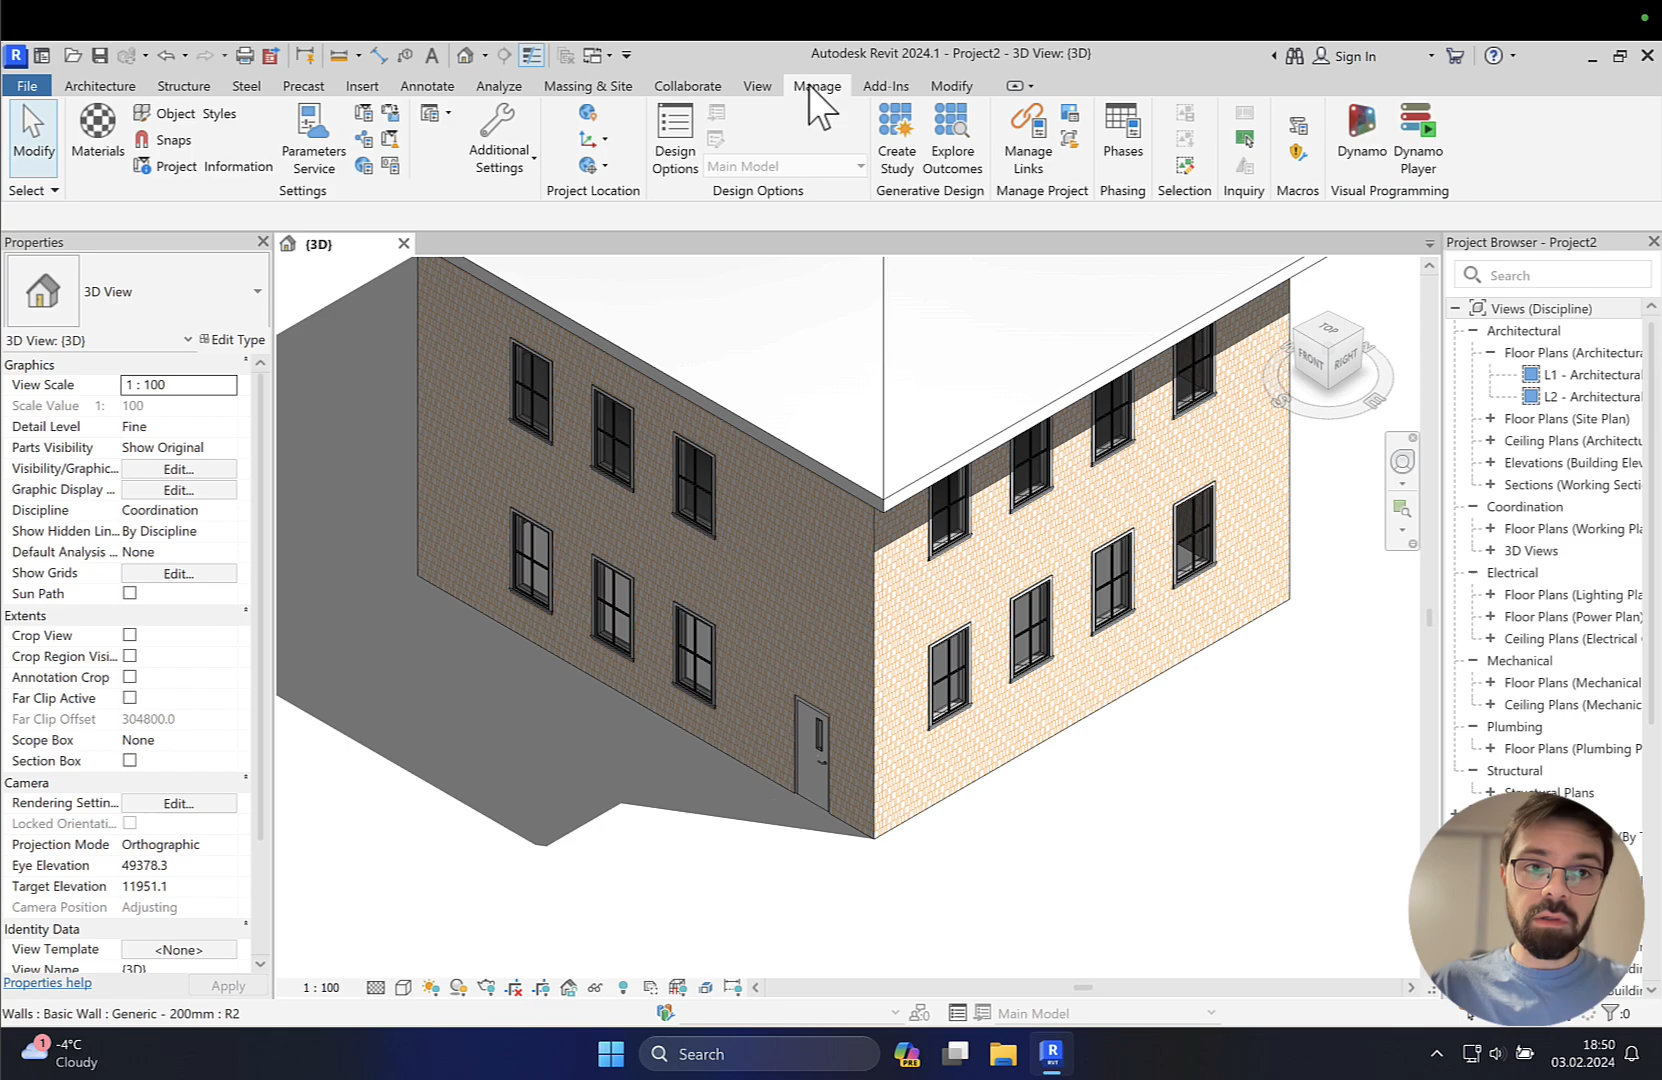 Autodesk Revit 2024.1 - Project2 - 3D View: {3D}
Sign In
File
Architecture
Structure
Steel
Precast
Insert
Annotate
Analyze
Massing & Site
Collaborate
View
Manage
Add-Ins
Modify
Modify
Materials
Object Styles
Snaps
Project Information
Parameters
Service
Additional
Settings
Design
Options
Main Model
Create
Study
Explore
Outcomes
Manage
Links
Phases
Dynamo
Dynamo
Player
Select
Settings
Project Location
Design Options
Generative Design
Manage Project
Phasing
Selection
Inquiry
Macros
Visual Programming
Properties
3D View
3D View: {3D}
Edit Type
Graphics
View Scale 1 : 100
Scale Value 1: 100
Detail Level Fine
Parts Visibility Show Original
Visibility/Graphic... Edit...
Graphic Display ... Edit...
Discipline Coordination
Show Hidden Lin... By Discipline
Default Analysis ... None
Show Grids Edit...
Sun Path
Extents
Crop View
Crop Region Visi...
Annotation Crop
Far Clip Active
Far Clip Offset 304800.0
Scope Box None
Section Box
Camera
Rendering Settin... Edit...
Locked Orientati...
Projection Mode Orthographic
Eye Elevation 49378.3
Target Elevation 11951.1
Camera Position Adjusting
Identity Data
View Template <None>
View Name {3D}
Properties help
Apply
{3D}
TOP
FRONT
RIGHT
1 : 100
Project Browser - Project2
Search
Views (Discipline)
Architectural
Floor Plans (Architectura
L1 - Architectural
L2 - Architectural
Floor Plans (Site Plan)
Ceiling Plans (Architectu
Elevations (Building Elev
Sections (Working Secti
Coordination
Floor Plans (Working Pla
3D Views
Electrical
Floor Plans (Lighting Pla
Floor Plans (Power Plan)
Ceiling Plans (Electrical
Mechanical
Floor Plans (Mechanical
Ceiling Plans (Mechanic
Plumbing
Floor Plans (Plumbing P
Structural
Structural Plans
Walls : Basic Wall : Generic - 200mm : R2
Main Model
:0
1
-4°C
Cloudy
Search
PRE
18:50
03.02.2024